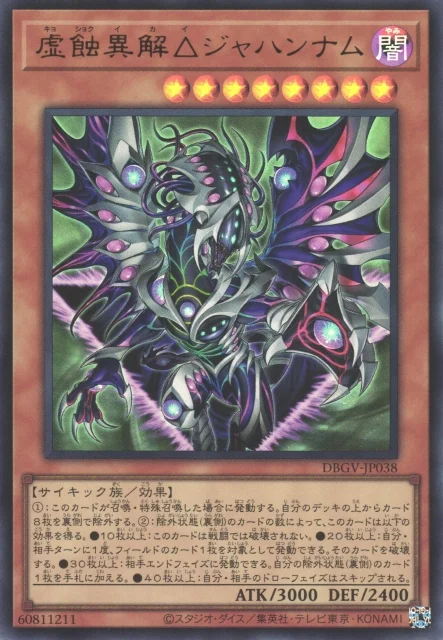 虚蝕異解△ジャハンナム
闇
DBGV-JP038
【サイキック族／効果】
①:このカードが召喚・特殊召喚した場合に発動する。自分のデッキの上からカード
8枚を裏側で除外する。②:除外状態(裏側)のカードの数によって、このカードは以下の
効果を得る。●10枚以上:このカードは戦闘では破壊されない。●20枚以上:自分・
相手ターンに1度、フィールドのカード1枚を対象として発動できる。そのカードを破壊
する。●30枚以上:相手エンドフェイズに発動できる。自分の除外状態(裏側)のカード
1枚を手札に加える。●40枚以上:自分・相手のドローフェイズはスキップされる。
ATK/3000 DEF/2400
60811211
©スタジオ・ダイス/集英社・テレビ東京・KONAMI